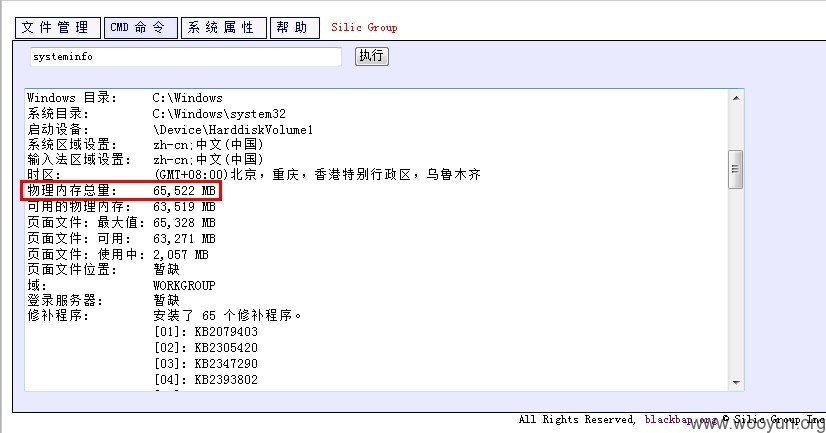 文件管理 CMD命令 系统属性 帮助 Silic Group
systeminfo 执行
Windows 目录: C:\Windows
系统目录: C:\Windows\system32
启动设备: \Device\HarddiskVolume1
系统区域设置: zh-cn;中文(中国)
输入法区域设置: zh-cn;中文(中国)
时区: (GMT+08:00)北京，重庆，香港特别行政区，乌鲁木齐
物理内存总量: 65,522 MB
可用的物理内存: 63,519 MB
页面文件: 最大值: 65,328 MB
页面文件: 可用: 63,271 MB
页面文件: 使用中: 2,057 MB
页面文件位置: 暂缺
域: WORKGROUP
登录服务器: 暂缺
修补程序: 安装了 65 个修补程序。
[01]: KB2079403
[02]: KB2305420
[03]: KB2347290
[04]: KB2393802
All Rights Reserved, blackbap.org © Silic Group Inc
www.wooyun.org